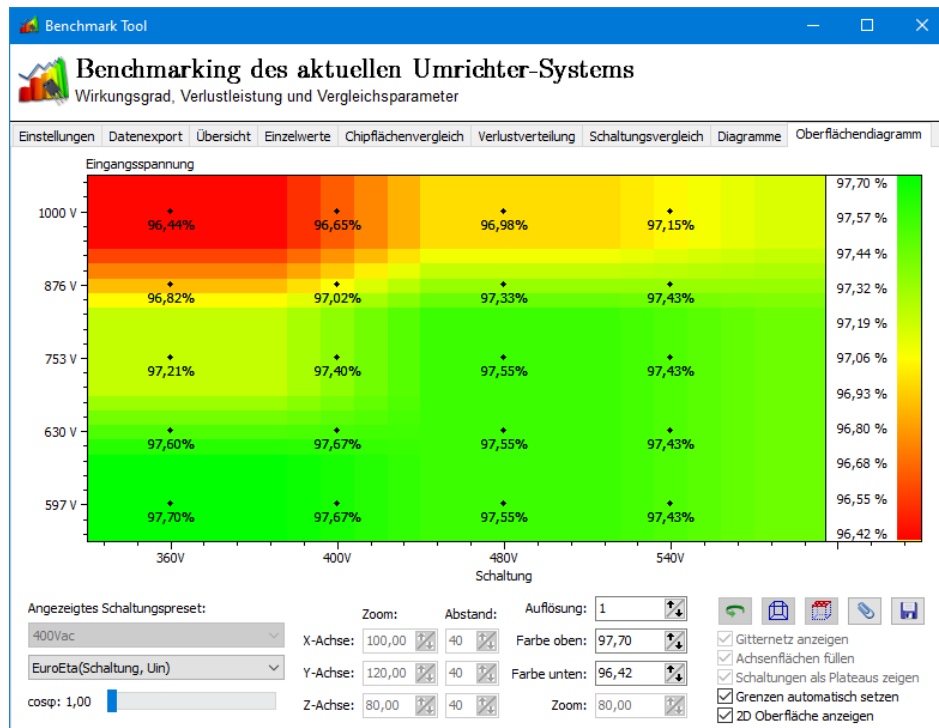 Benchmark Tool
Benchmarking des aktuellen Umrichter-Systems
Wirkungsgrad, Verlustleistung und Vergleichsparameter
Einstellungen Datenexport Übersicht Einzelwerte Chipflächenvergleich Verlustverteilung Schaltungsvergleich Diagramme Oberflächendiagramm
Eingangsspannung
97,70 %
1000 V 96,44% 96,65% 96,98% 97,15% 97,57 %
97,44 %
876 V 96,82% 97,02% 97,33% 97,43% 97,32 %
97,19 %
753 V 97,21% 97,40% 97,55% 97,43% 97,06 %
96,93 %
630 V 97,60% 97,67% 97,55% 97,43% 96,80 %
96,68 %
597 V 97,70% 97,67% 97,55% 97,43% 96,55 %
96,42 %
360V 400V 480V 540V
Schaltung
Angezeigtes Schaltungspreset: Zoom: Abstand: Auflösung: 1
400Vac X-Achse: 100,00 40 Farbe oben: 97,70 Gitternetz anzeigen
Achsenflächen füllen
EuroEta(Schaltung, Uin) Y-Achse: 120,00 40 Farbe unten: 96,42 Schaltungen als Plateaus zeigen
Grenzen automatisch setzen
cosφ: 1,00 Z-Achse: 80,00 40 Zoom: 80,00 2D Oberfläche anzeigen